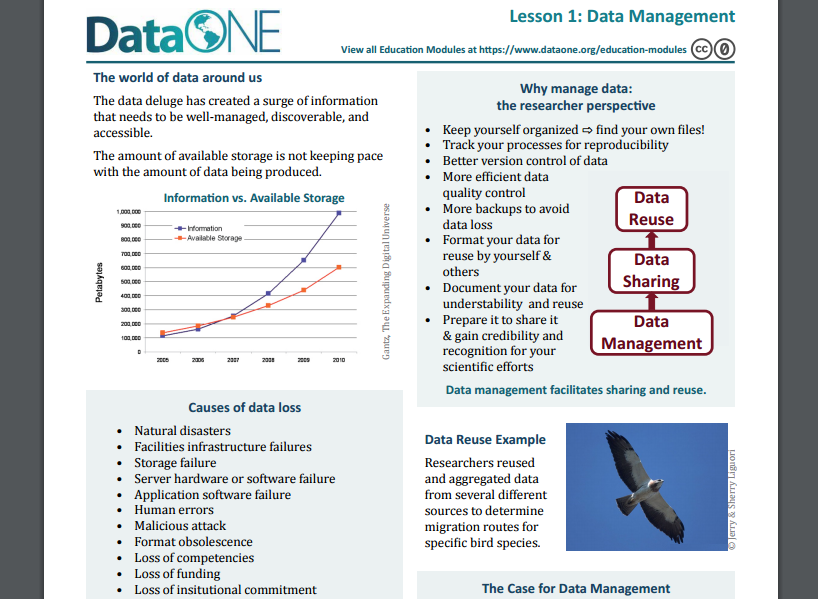 DataONE
Lesson 1: Data Management
View all Education Modules at https://www.dataone.org/education-modules
cc 0
The world of data around us
The data deluge has created a surge of information
that needs to be well-managed, discoverable, and
accessible.
The amount of available storage is not keeping pace
with the amount of data being produced.
Information vs. Available Storage
1,000,000
900,000
800,000
700,000
600,000
500,000
400,000
300,000
200,000
100,000
0
Petabytes
Information
Available Storage
2005 2006 2007 2008 2009 2010
Gantz, The Expanding Digital Universe
Causes of data loss
• Natural disasters
• Facilities infrastructure failures
• Storage failure
• Server hardware or software failure
• Application software failure
• Human errors
• Malicious attack
• Format obsolescence
• Loss of competencies
• Loss of funding
• Loss of insitutional commitment
Why manage data:
the researcher perspective
• Keep yourself organized ⇨ find your own files!
• Track your processes for reproducibility
• Better version control of data
• More efficient data
quality control
• More backups to avoid
data loss
• Format your data for
reuse by yourself &
others
• Document your data for
understability and reuse
• Prepare it to share it
& gain credibility and
recognition for your
scientific efforts
Data
Reuse
Data
Sharing
Data
Management
Data management facilitates sharing and reuse.
Data Reuse Example
Researchers reused
and aggregated data
from several different
sources to determine
migration routes for
specific bird species.
© Jerry & Sherry Liguori
The Case for Data Management